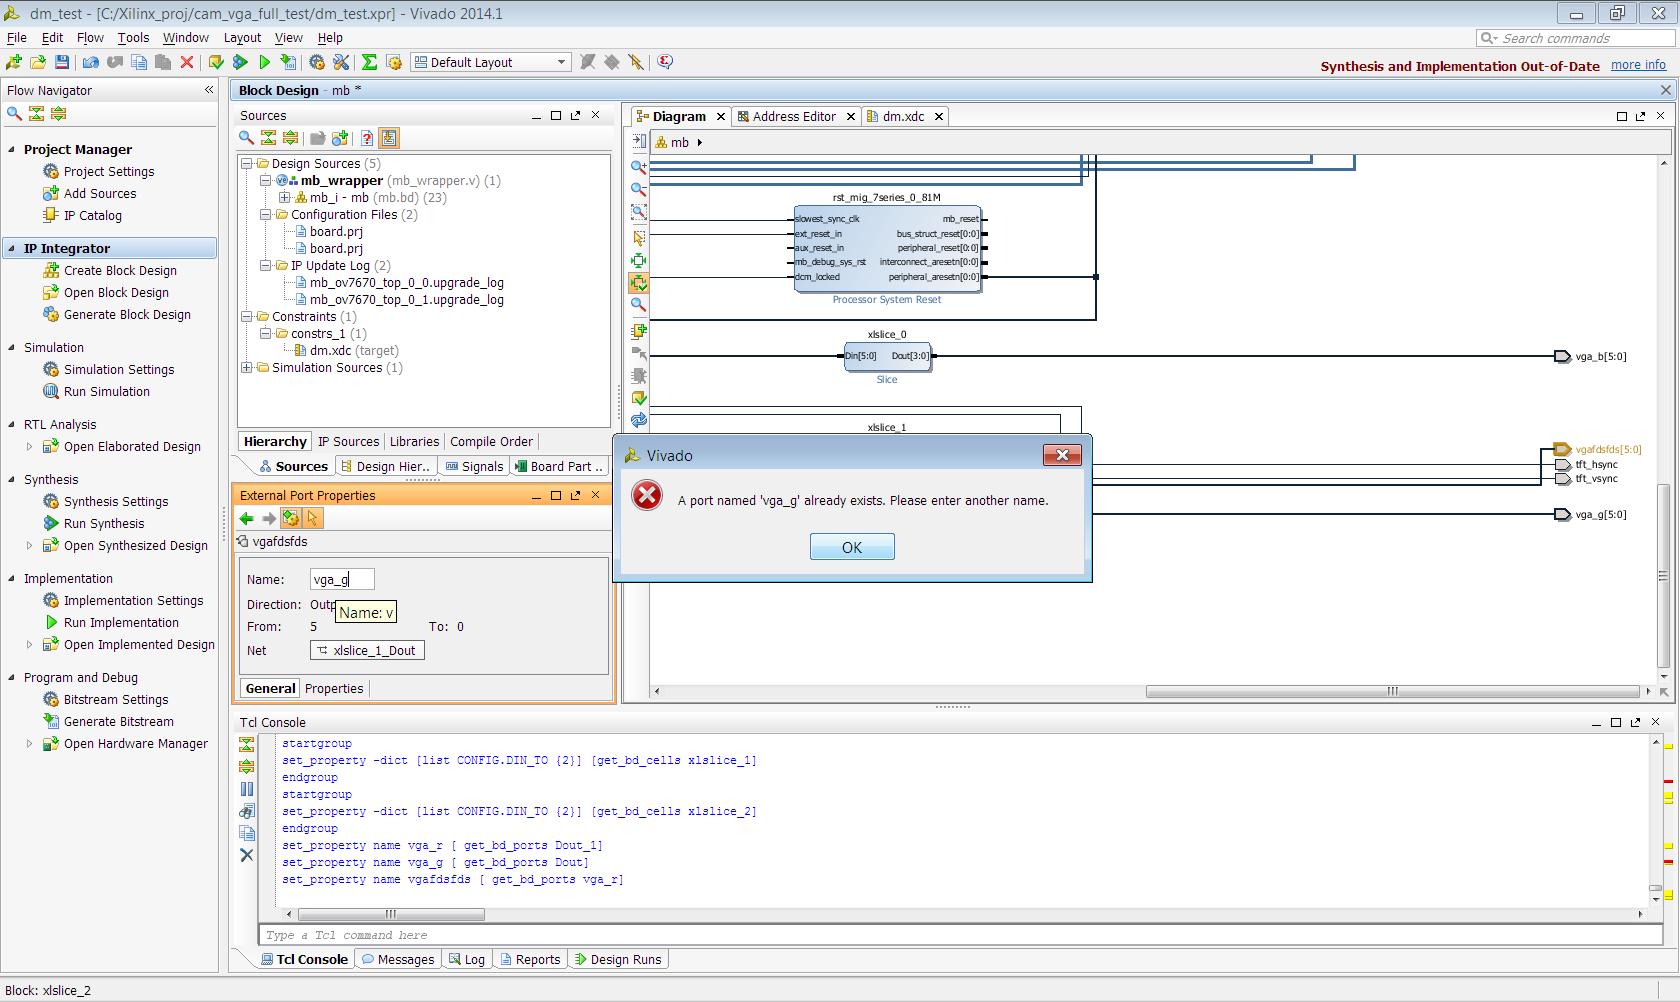 dm_test - [C:/Xilinx_proj/cam_vga_full_test/dm_test.xpr] - Vivado 2014.1
File Edit Flow Tools Window Layout View Help
Search commands
Default Layout
Synthesis and Implementation Out-of-Date more info
Flow Navigator
Project Manager
Project Settings
Add Sources
IP Catalog
IP Integrator
Create Block Design
Open Block Design
Generate Block Design
Simulation
Simulation Settings
Run Simulation
RTL Analysis
Open Elaborated Design
Synthesis
Synthesis Settings
Run Synthesis
Open Synthesized Design
Implementation
Implementation Settings
Run Implementation
Open Implemented Design
Program and Debug
Bitstream Settings
Generate Bitstream
Open Hardware Manager
Block Design - mb *
Sources
Design Sources (5)
mb_wrapper (mb_wrapper.v) (1)
mb_i - mb (mb.bd) (23)
Configuration Files (2)
board.prj
board.prj
IP Update Log (2)
mb_ov7670_top_0_0.upgrade_log
mb_ov7670_top_0_1.upgrade_log
Constraints (1)
constrs_1 (1)
dm.xdc (target)
Simulation Sources (1)
Hierarchy IP Sources Libraries Compile Order
Sources Design Hier.. Signals Board Part ..
External Port Properties
vgafdsfds
Name: vga_g
Direction: Outp
Name: v
From: 5 To: 0
Net xlslice_1_Dout
General Properties
Diagram Address Editor dm.xdc
mb
rst_mig_7series_0_81M
slowest_sync_clk mb_reset
ext_reset_in bus_struct_reset[0:0]
aux_reset_in peripheral_reset[0:0]
mb_debug_sys_rst interconnect_aresetn[0:0]
dcm_locked peripheral_aresetn[0:0]
Processor System Reset
xlslice_0
Din[5:0] Dout[3:0]
Slice
vga_b[5:0]
xlslice_1
vgafdsfds[5:0]
tft_hsync
tft_vsync
vga_g[5:0]
Vivado
A port named 'vga_g' already exists. Please enter another name.
OK
Tcl Console
startgroup
set_property -dict [list CONFIG.DIN_TO {2}] [get_bd_cells xlslice_1]
endgroup
startgroup
set_property -dict [list CONFIG.DIN_TO {2}] [get_bd_cells xlslice_2]
endgroup
set_property name vga_r [ get_bd_ports Dout_1]
set_property name vga_g [ get_bd_ports Dout]
set_property name vgafdsfds [ get_bd_ports vga_r]
Type a Tcl command here
Tcl Console Messages Log Reports Design Runs
Block: xlslice_2